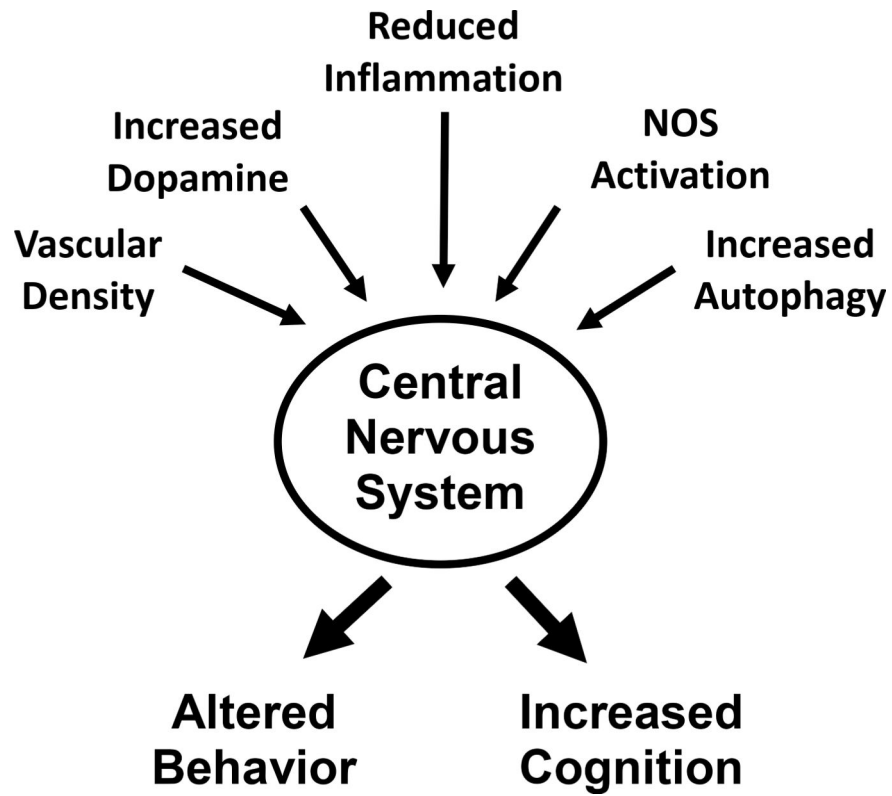 Reduced
Inflammation
Increased
Dopamine
NOS
Activation
Vascular
Density
Increased
Autophagy
Central
Nervous
System
Altered
Behavior
Increased
Cognition